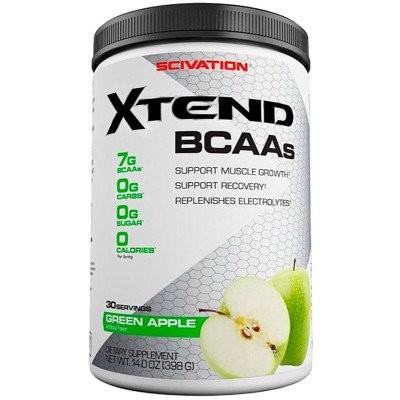 SCIVATION®
XTEND
BCAAs
7G
BCAAs*
0G
CARBS*
0G
SUGAR*
0
CALORIES*
SUPPORT MUSCLE GROWTH†
SUPPORT RECOVERY†
REPLENISHES ELECTROLYTES†
30 SERVINGS
GREEN APPLE
DIETARY SUPPLEMENT
NET WT. 14.0 OZ (398 G)